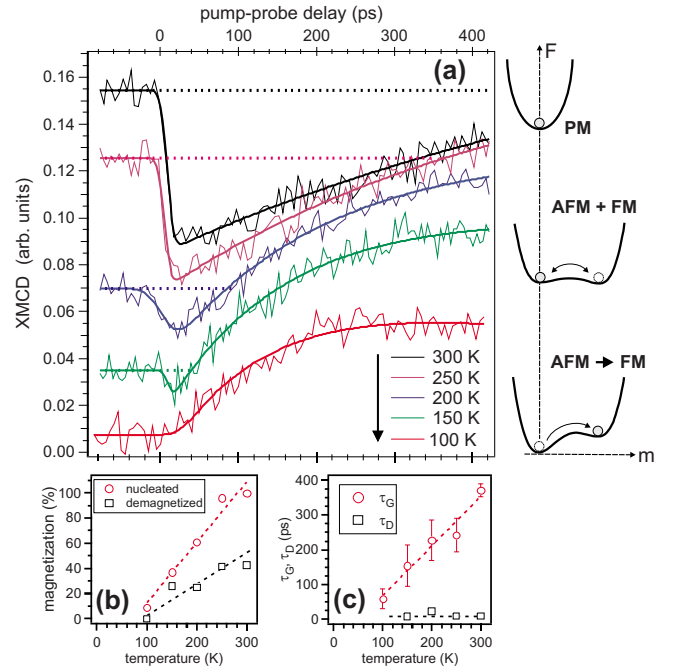 pump-probe delay (ps)
0 100 200 300 400
(a)
XMCD (arb. units)
0.16
0.14
0.12
0.10
0.08
0.06
0.04
0.02
0.00
300 K
250 K
200 K
150 K
100 K
F
PM
AFM + FM
AFM → FM
m
magnetization (%)
100
80
60
40
20
0
nucleated
demagnetized
(b)
0 100 200 300
temperature (K)
τG, τD
(ps)
400
300
200
100
0
τG
τD
(c)
0 100 200 300
temperature (K)